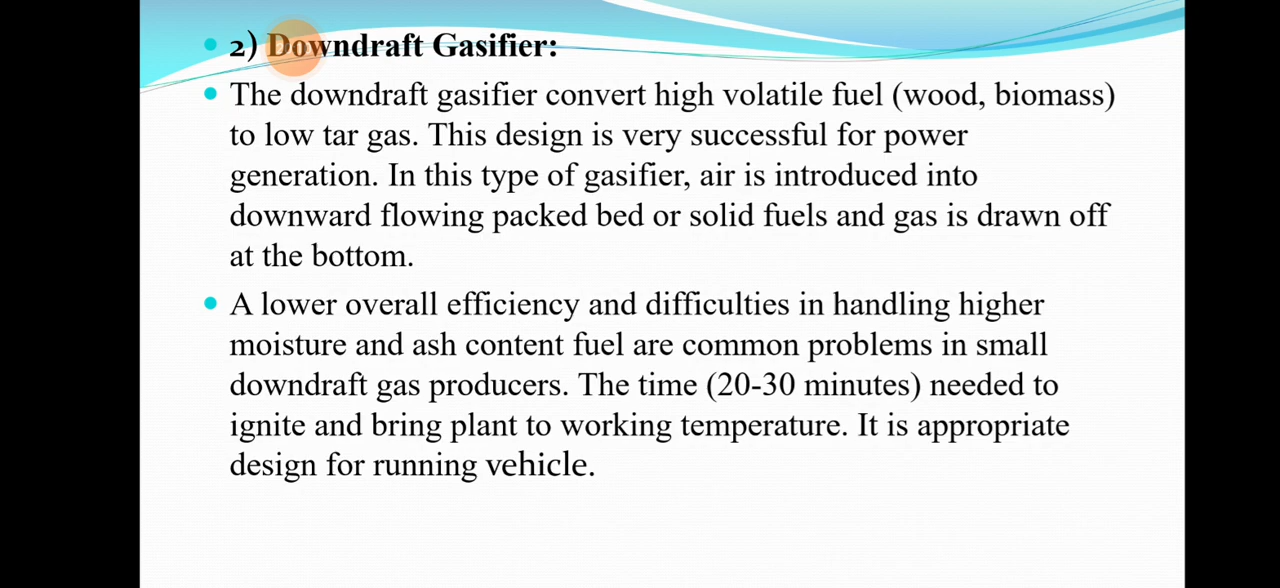 2) Downdraft Gasifier:
The downdraft gasifier convert high volatile fuel (wood, biomass)
to low tar gas. This design is very successful for power
generation. In this type of gasifier, air is introduced into
downward flowing packed bed or solid fuels and gas is drawn off
at the bottom.
A lower overall efficiency and difficulties in handling higher
moisture and ash content fuel are common problems in small
downdraft gas producers. The time (20-30 minutes) needed to
ignite and bring plant to working temperature. It is appropriate
design for running vehicle.